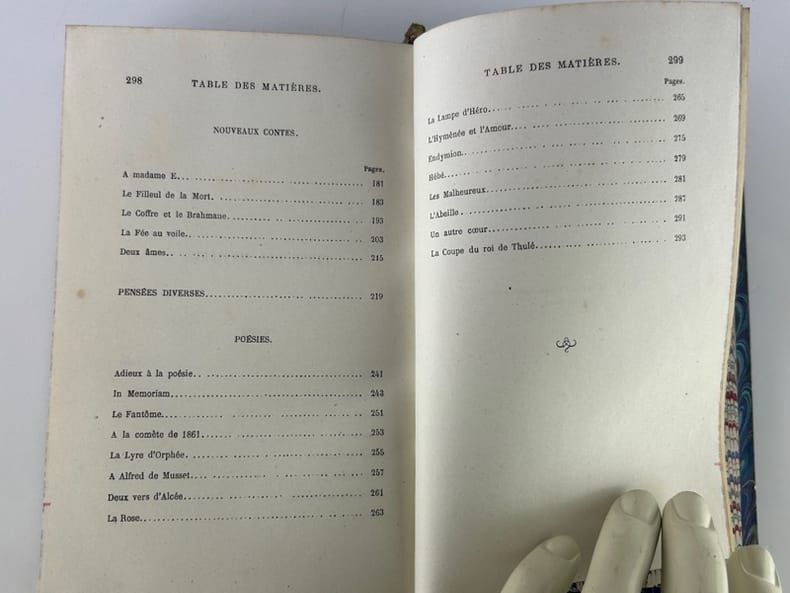 298
TABLE DES MATIÈRES.
NOUVEAUX CONTES.
Pages.
A madame E... 181
Le Filleul de la Mort. 183
Le Coffre et le Brahmane. 193
La Fée au voile.. 203
Deux âmes.. 215
PENSÉES DIVERSES... 219
POÉSIES.
Adieux à la poésie.. 241
In Memoriam... 243
Le Fantôme... 251
A la comète de 1861... 253
La Lyre d'Orphée. 255
A Alfred de Musset... 257
Deux vers d'Alcée... 261
La Rose... 263
TABLE DES MATIÈRES. 299
Pages.
La Lampe d'Héro... 265
L'Hyménée et l'Amour... 269
Endymion... 275
Bébé... 279
Les Malheureux... 281
L'Abeille. 287
Un autre cœur... 291
La Coupe du roi de Thulé... 293